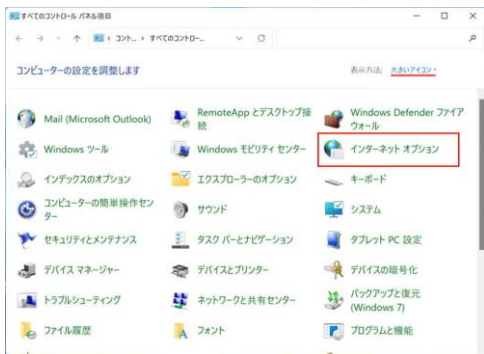 すべてのコントロール パネル項目
コント... › すべてのコントロー...
コンピューターの設定を調整します
表示方法: 大きいアイコン
Mail (Microsoft Outlook)
RemoteApp とデスクトップ接続
Windows Defender ファイアウォール
Windows ツール
Windows モビリティ センター
インターネット オプション
インデックスのオプション
エクスプローラーのオプション
キーボード
コンピューターの簡単操作センター
サウンド
システム
セキュリティとメンテナンス
タスク バーとナビゲーション
タブレット PC 設定
デバイス マネージャー
デバイスとプリンター
デバイスの暗号化
トラブルシューティング
ネットワークと共有センター
バックアップと復元
(Windows 7)
ファイル履歴
フォント
プログラムと機能